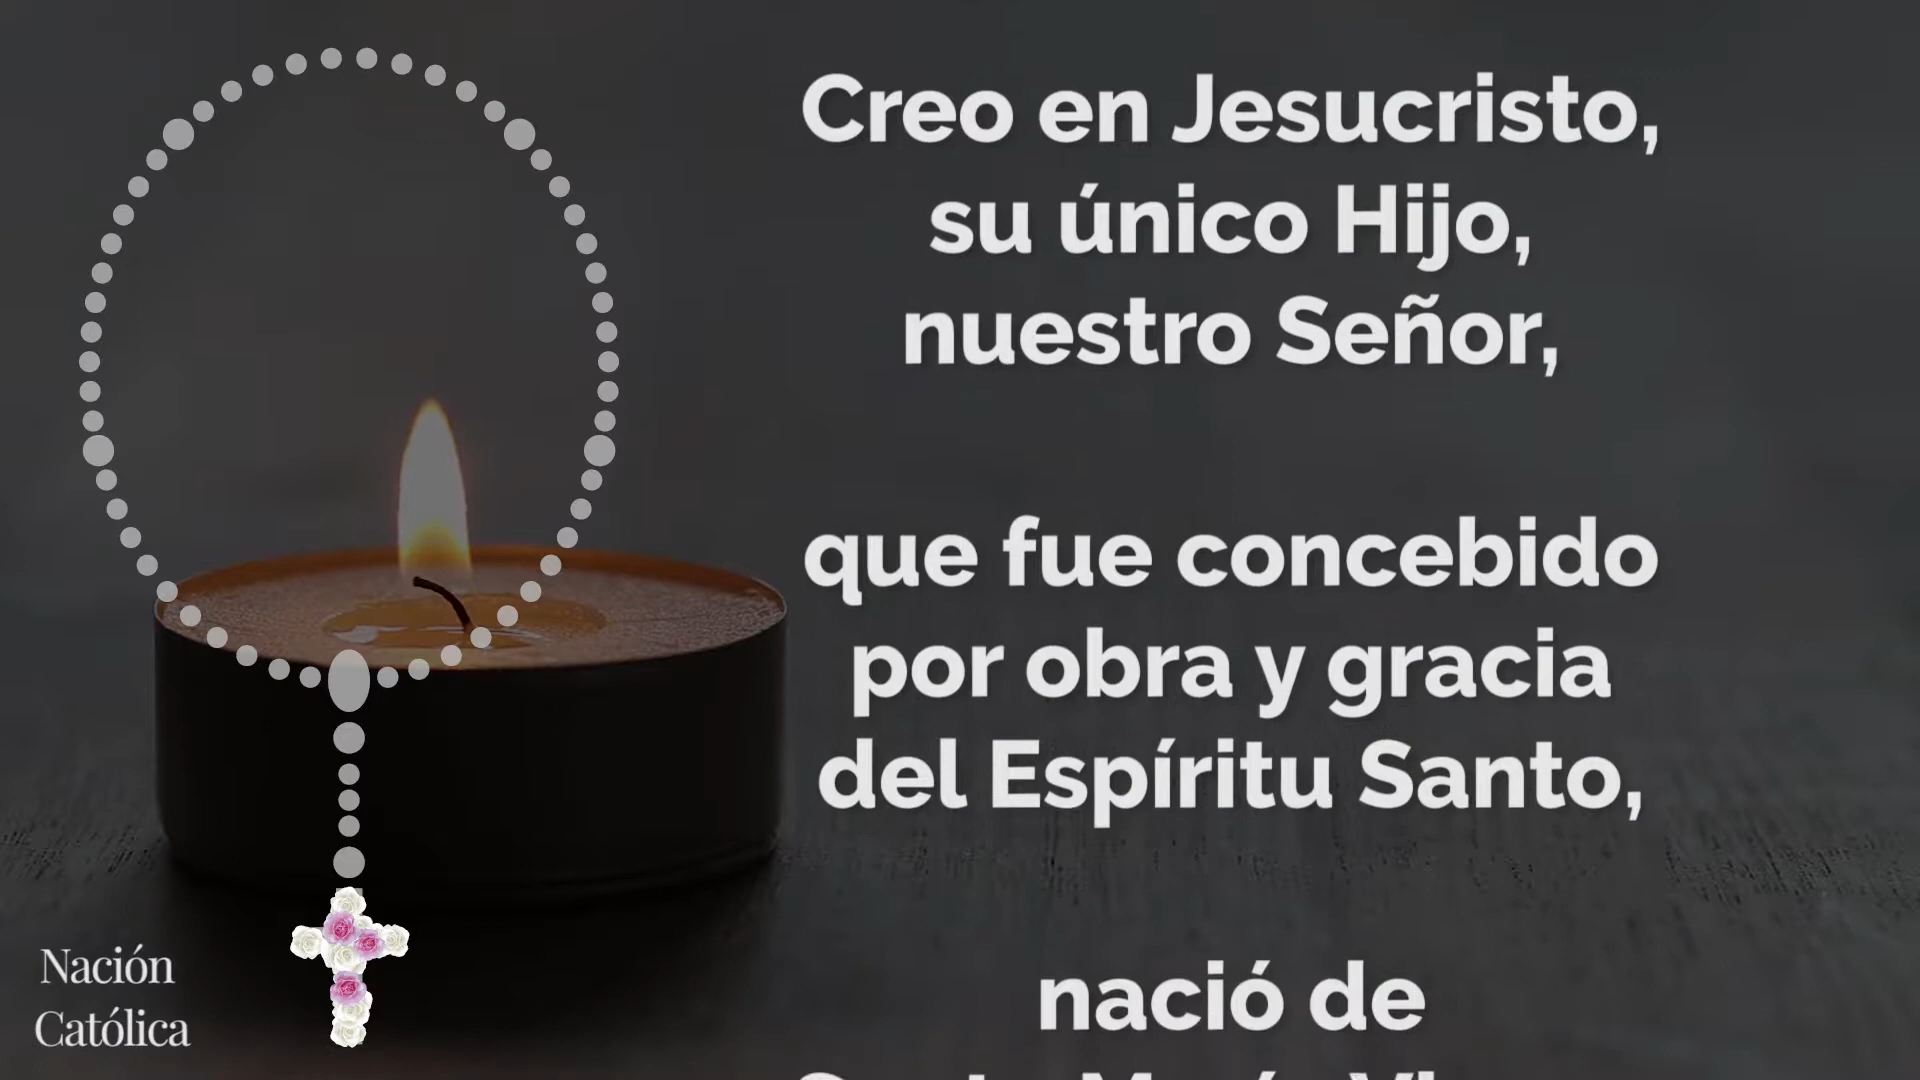 Creo en Jesucristo,
su único Hijo,
nuestro Señor,
que fue concebido
por obra y gracia
del Espíritu Santo,
nació de
Nación
Católica